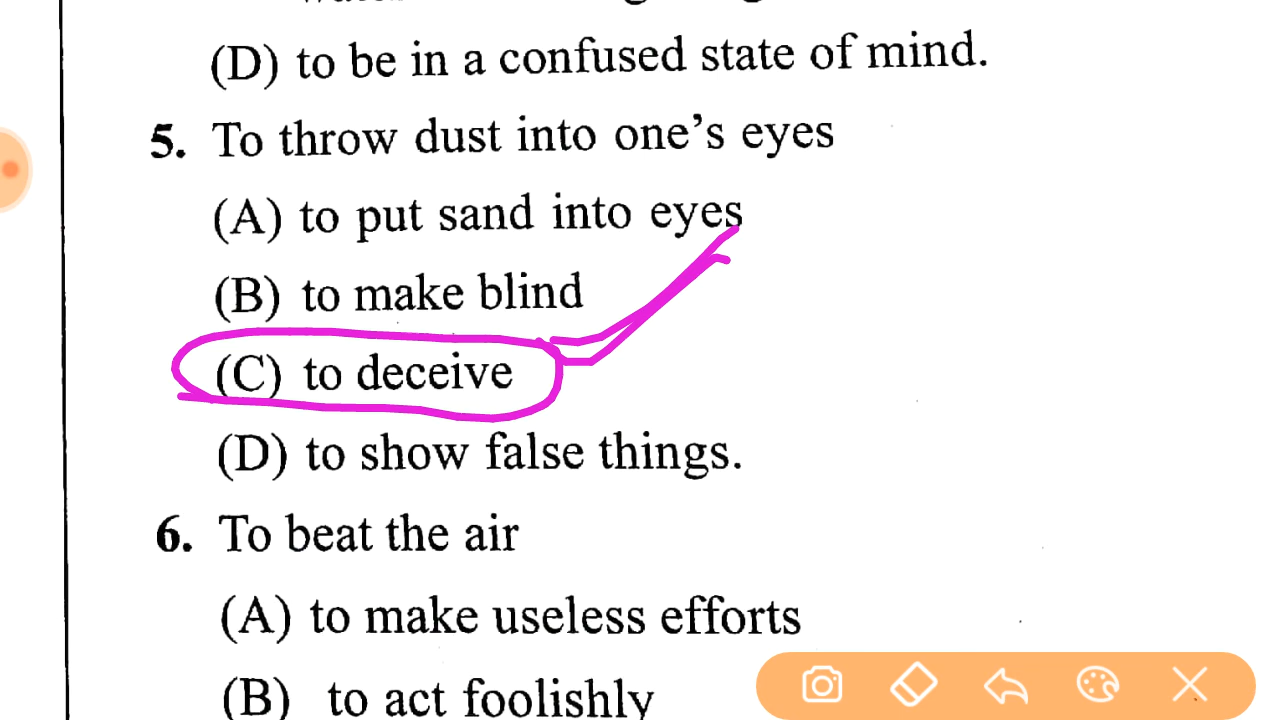 (D) to be in a confused state of mind.
5. To throw dust into one's eyes
(A) to put sand into eyes
(B) to make blind
(C) to deceive
(D) to show false things.
6. To beat the air
(A) to make useless efforts
(B) to act foolishly